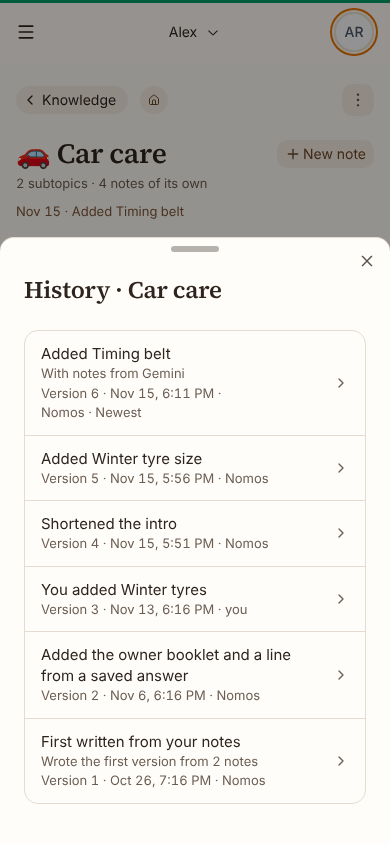 Alex
AR
Knowledge
🚗 Car care
+ New note
2 subtopics · 4 notes of its own
Nov 15 · Added Timing belt
History · Car care
Added Timing belt
With notes from Gemini
Version 6 · Nov 15, 6:11 PM ·
Nomos · Newest
Added Winter tyre size
Version 5 · Nov 15, 5:56 PM · Nomos
Shortened the intro
Version 4 · Nov 15, 5:51 PM · Nomos
You added Winter tyres
Version 3 · Nov 13, 6:16 PM · you
Added the owner booklet and a line
from a saved answer
Version 2 · Nov 6, 6:16 PM · Nomos
First written from your notes
Wrote the first version from 2 notes
Version 1 · Oct 26, 7:16 PM · Nomos